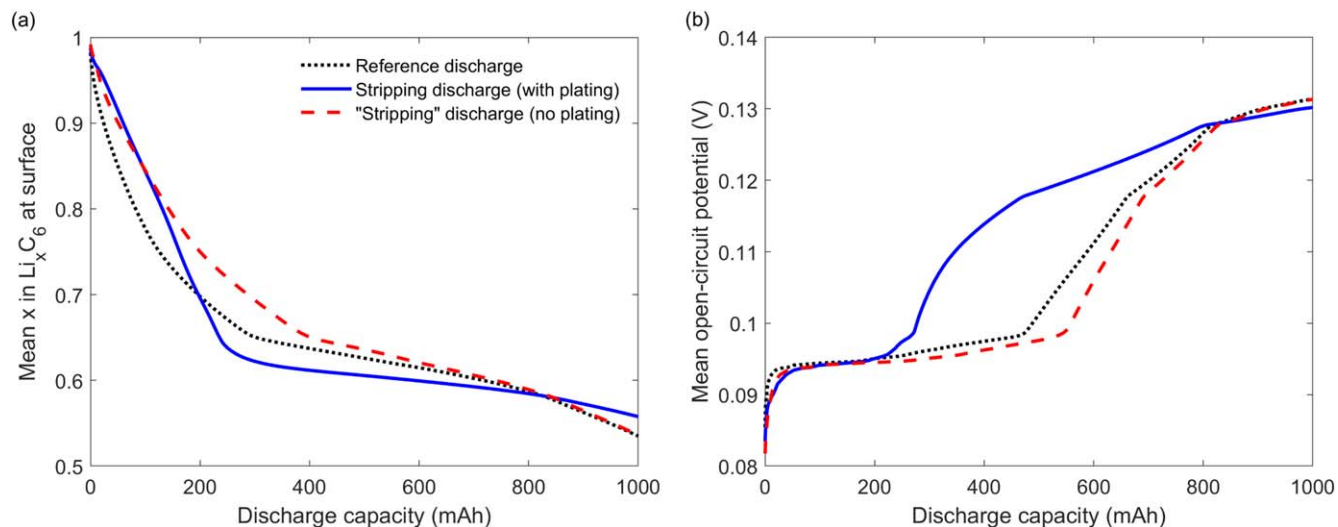 (a)
1
0.9
0.8
0.7
0.6
0.5
Mean x in LiₓC₆ at surface
0 200 400 600 800 1000
Discharge capacity (mAh)
Reference discharge
Stripping discharge (with plating)
"Stripping" discharge (no plating)
(b)
0.14
0.13
0.12
0.11
0.1
0.09
0.08
Mean open-circuit potential (V)
0 200 400 600 800 1000
Discharge capacity (mAh)